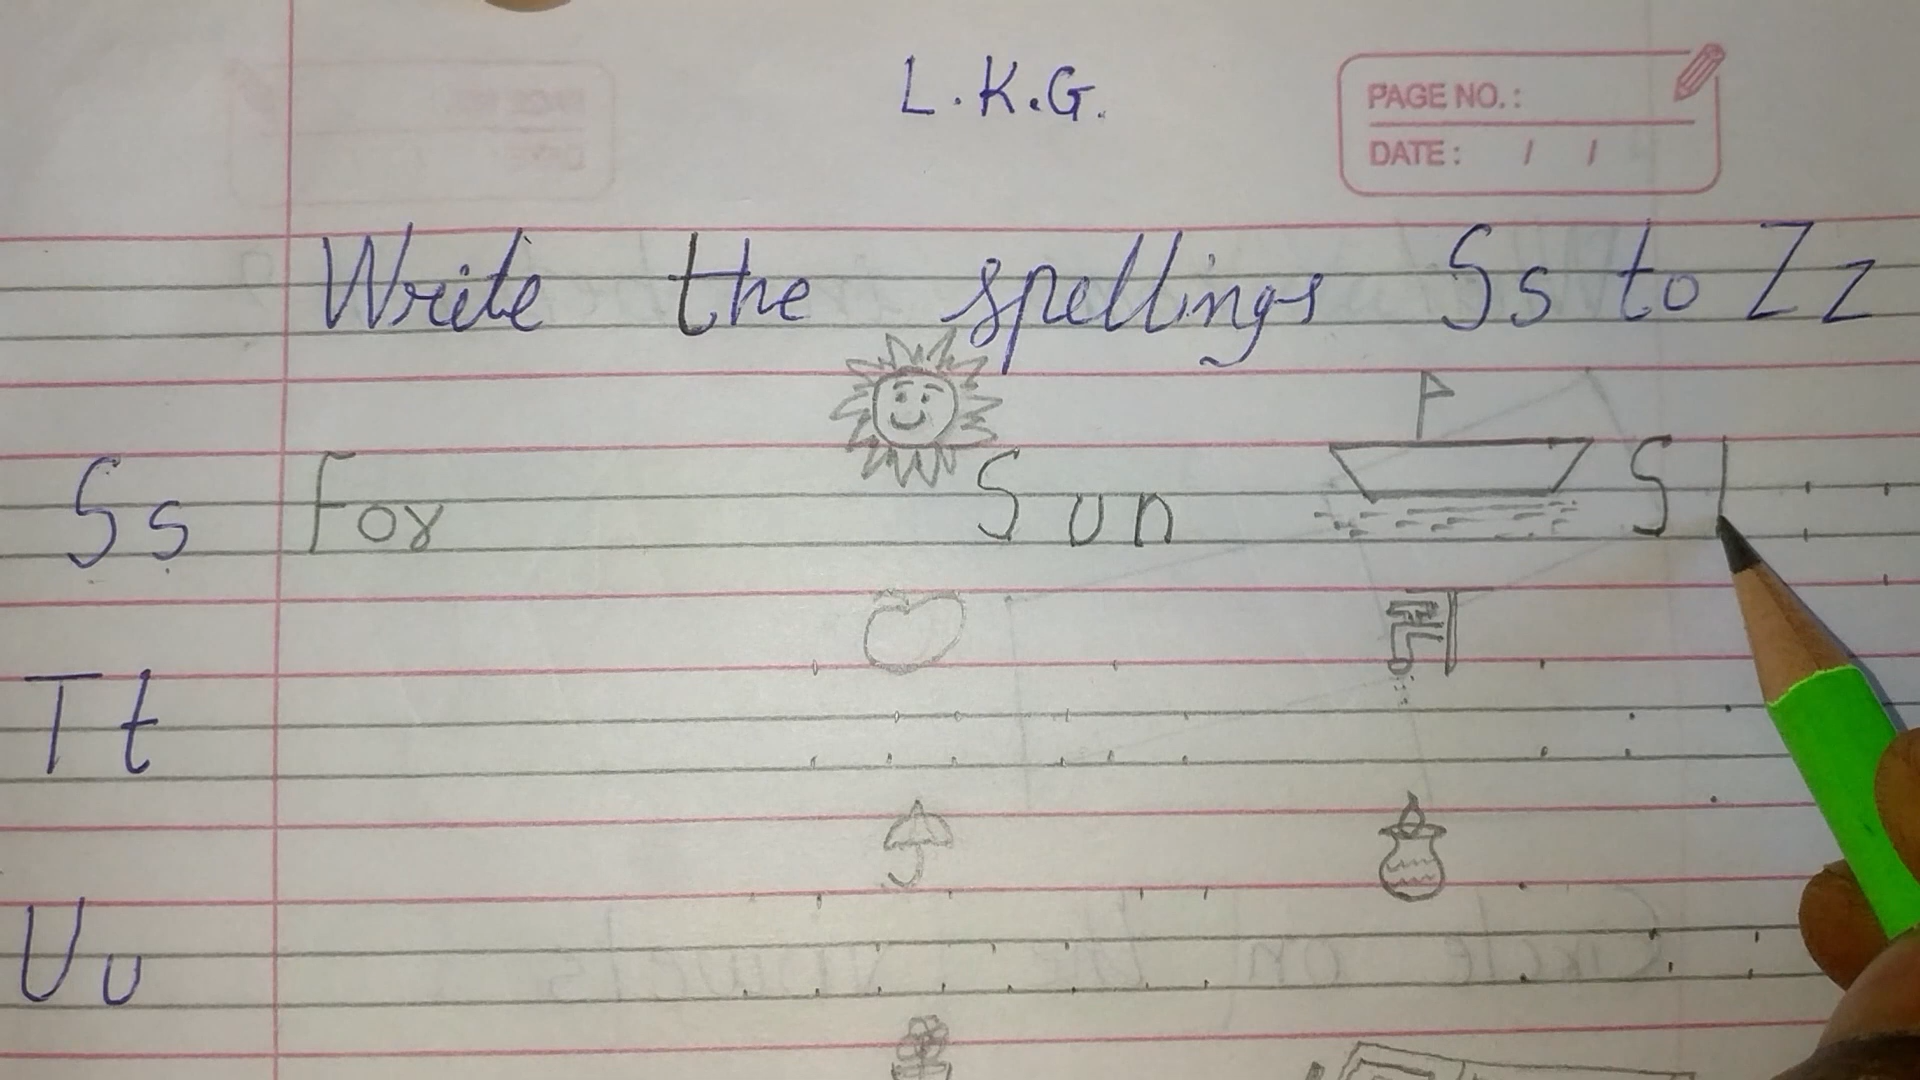 L.K.G.
PAGE NO.:
DATE: / /
Write the spellings Ss to Zz
Ss For Sun S
Tt
Uu